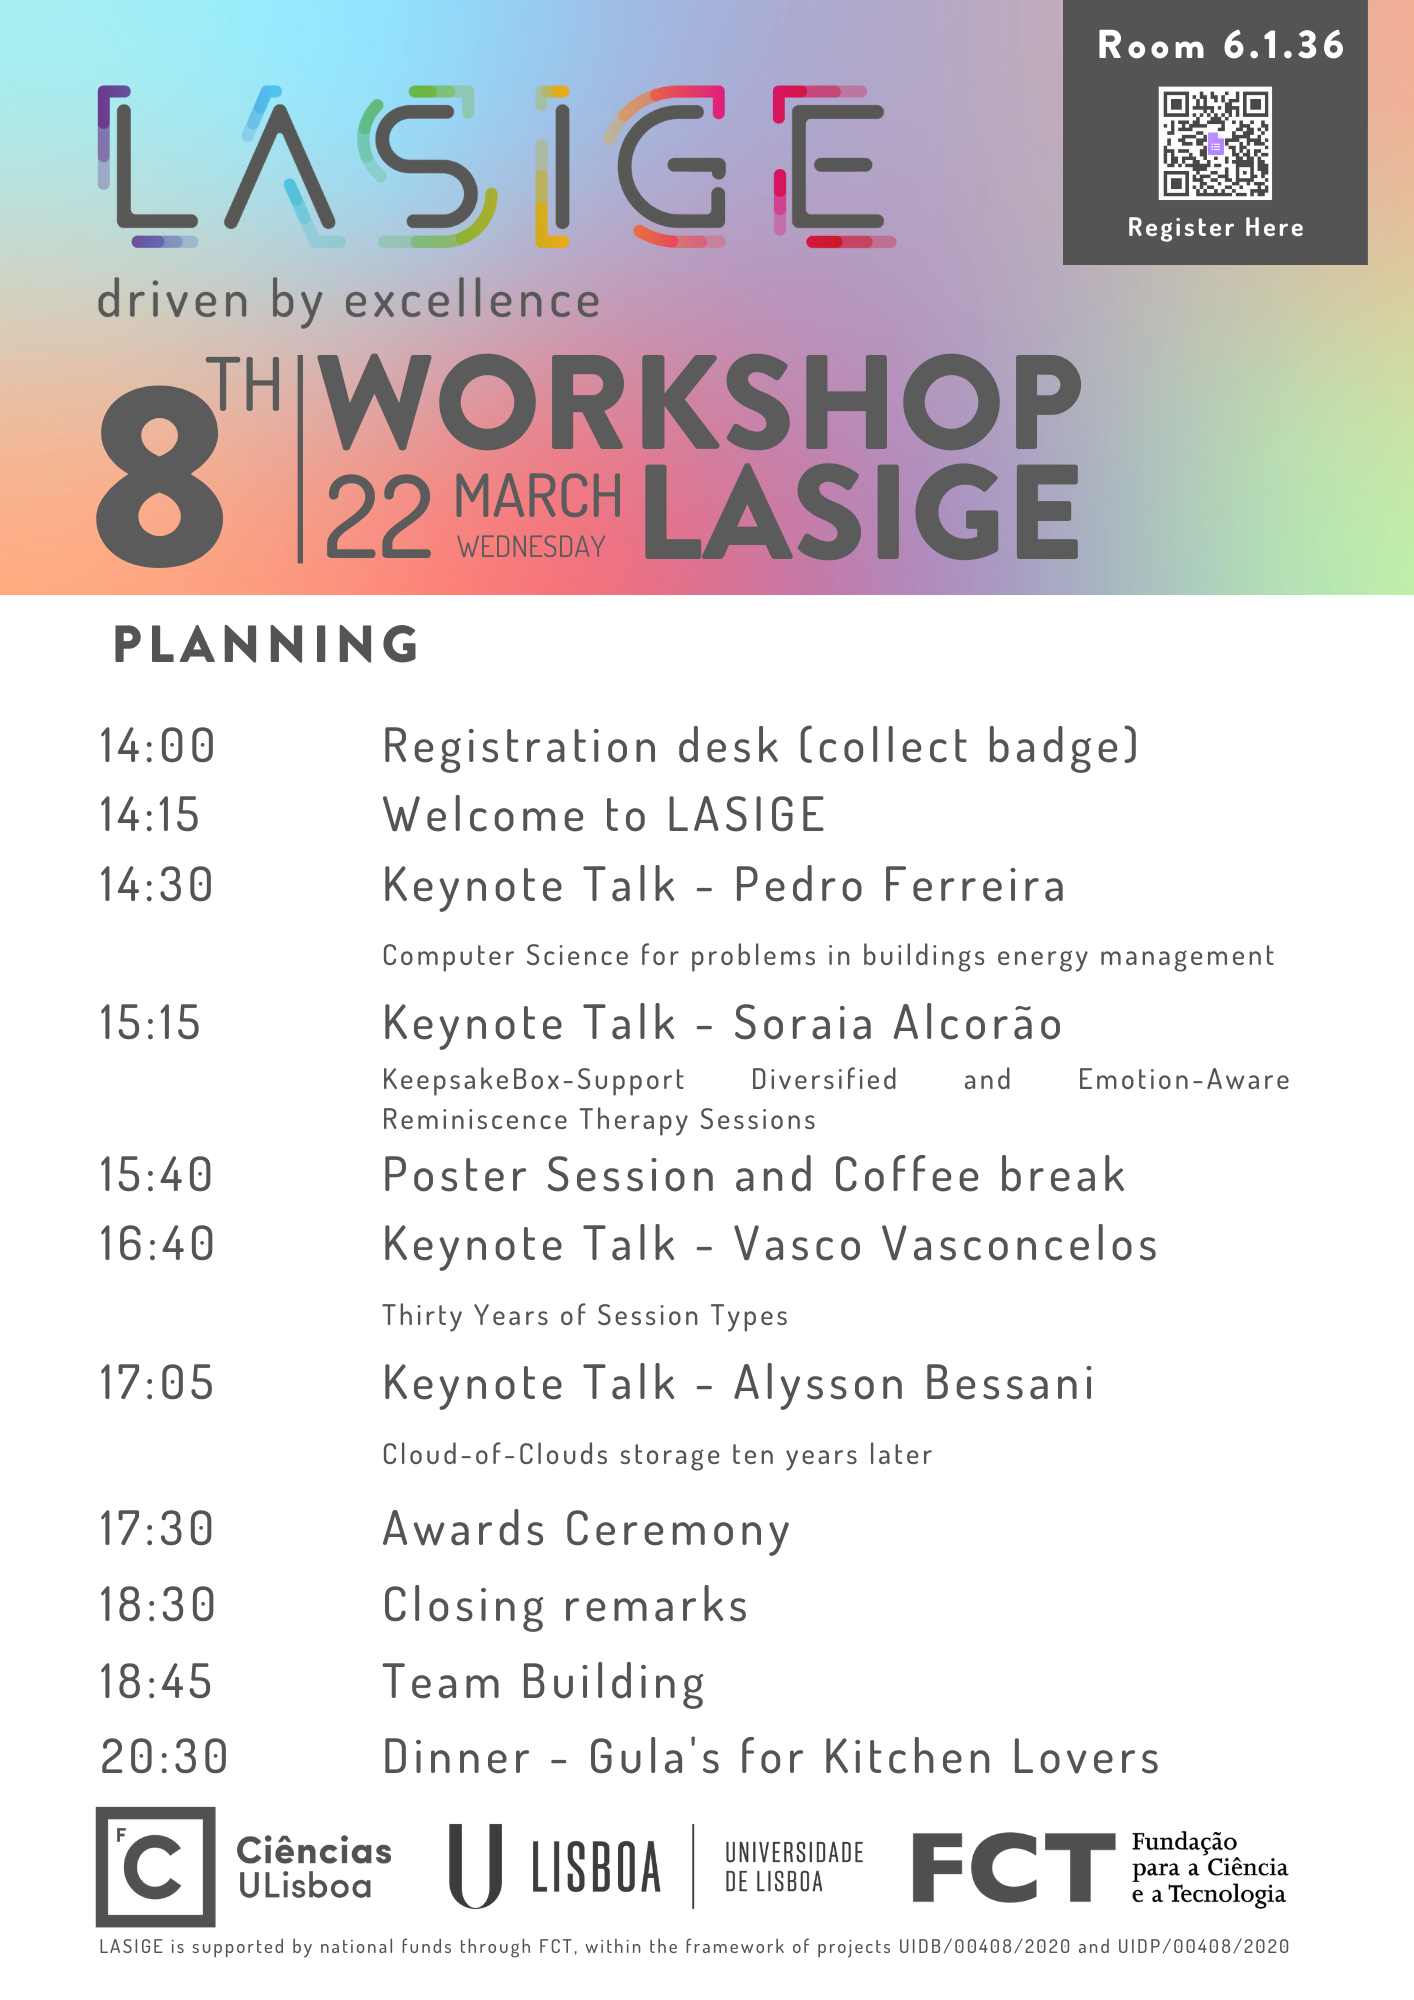 Room 6.1.36
Register Here
LASIGE
driven by excellence
8TH WORKSHOP
22 MARCH WEDNESDAY LASIGE
PLANNING
14:00 Registration desk (collect badge)
14:15 Welcome to LASIGE
14:30 Keynote Talk - Pedro Ferreira
Computer Science for problems in buildings energy management
15:15 Keynote Talk - Soraia Alcorão
KeepsakeBox-Support Diversified and Emotion-Aware
Reminiscence Therapy Sessions
15:40 Poster Session and Coffee break
16:40 Keynote Talk - Vasco Vasconcelos
Thirty Years of Session Types
17:05 Keynote Talk - Alysson Bessani
Cloud-of-Clouds storage ten years later
17:30 Awards Ceremony
18:30 Closing remarks
18:45 Team Building
20:30 Dinner - Gula's for Kitchen Lovers
F C Ciências
ULisboa
U LISBOA
UNIVERSIDADE
DE LISBOA
FCT Fundação
para a Ciência
e a Tecnologia
LASIGE is supported by national funds through FCT, within the framework of projects UIDB/00408/2020 and UIDP/00408/2020